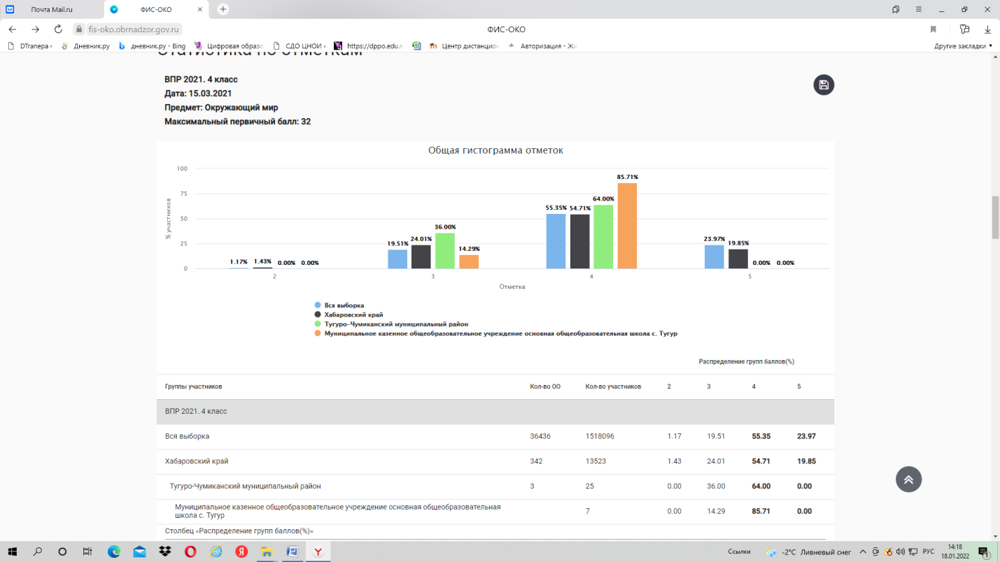 Почта Mail.ru
ФИС-ОКО
fis-oko.obrnadzor.gov.ru
ФИС-ОКО
DTranepa
Дневник.ру
дневник.ру - Bing
Цифровая образо
СДО ЦНОИ
https://dppo.edu.ru
Центр дистанцион
Авторизация - Жи
Другие закладки
Статистика по отметкам
ВПР 2021. 4 класс
Дата: 15.03.2021
Предмет: Окружающий мир
Максимальный первичный балл: 32
Общая гистограмма отметок
% участников
100
75
50
25
0
1.17% 1.43% 0.00% 0.00%
19.51% 24.01% 36.00% 14.29%
55.35% 54.71% 64.00% 85.71%
23.97% 19.85% 0.00% 0.00%
2 3 4 5
Отметка
Вся выборка
Хабаровский край
Тугуро-Чумиканский муниципальный район
Муниципальное казенное общеобразовательное учреждение основная общеобразовательная школа с. Тугур
Распределение групп баллов(%)
Группы участников Кол-во ОО Кол-во участников 2 3 4 5
ВПР 2021. 4 класс
Вся выборка 36436 1518096 1.17 19.51 55.35 23.97
Хабаровский край 342 13523 1.43 24.01 54.71 19.85
Тугуро-Чумиканский муниципальный район 3 25 0.00 36.00 64.00 0.00
Муниципальное казенное общеобразовательное учреждение основная общеобразовательная
школа с. Тугур 7 0.00 14.29 85.71 0.00
Столбец «Распределение групп баллов(%)»
Ссылки
-2°C Ливневый снег
РУС
14:18
18.01.2022